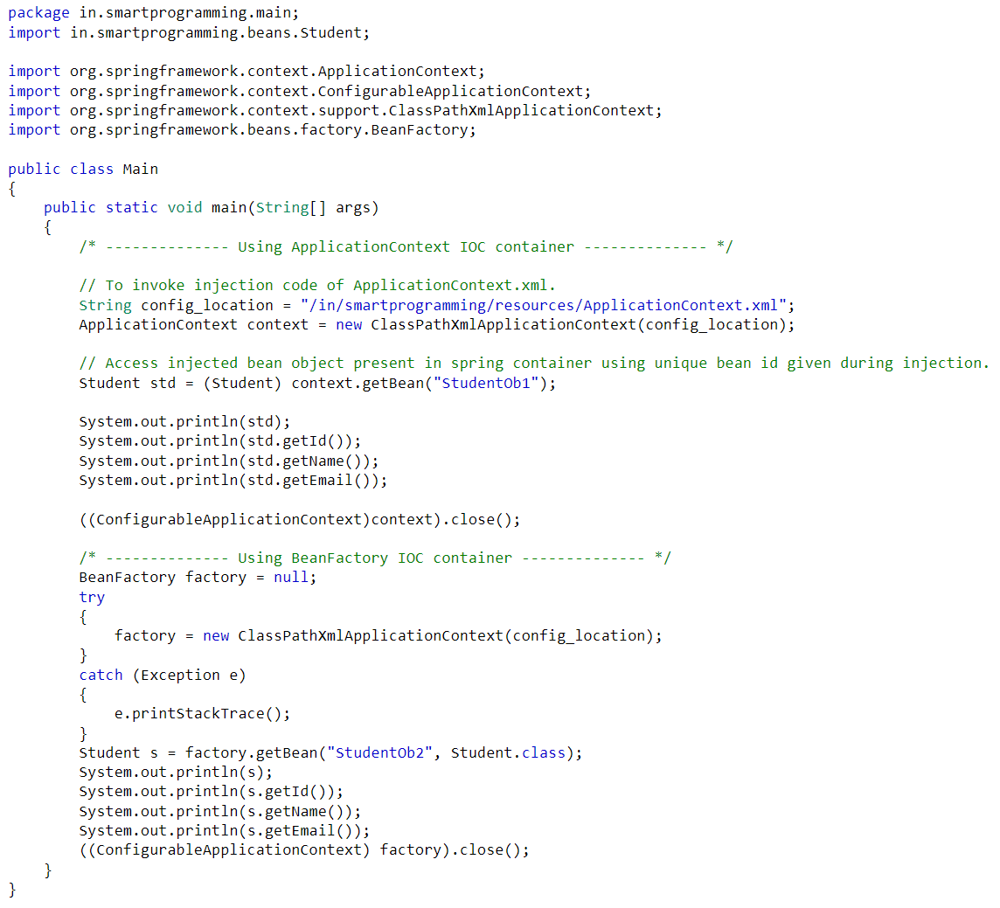 package in.smartprogramming.main;
import in.smartprogramming.beans.Student;

import org.springframework.context.ApplicationContext;
import org.springframework.context.ConfigurableApplicationContext;
import org.springframework.context.support.ClassPathXmlApplicationContext;
import org.springframework.beans.factory.BeanFactory;

public class Main
{
    public static void main(String[] args)
    {
        /* -------------- Using ApplicationContext IOC container -------------- */

        // To invoke injection code of ApplicationContext.xml.
        String config_location = "/in/smartprogramming/resources/ApplicationContext.xml";
        ApplicationContext context = new ClassPathXmlApplicationContext(config_location);

        // Access injected bean object present in spring container using unique bean id given during injection.
        Student std = (Student) context.getBean("StudentOb1");

        System.out.println(std);
        System.out.println(std.getId());
        System.out.println(std.getName());
        System.out.println(std.getEmail());

        ((ConfigurableApplicationContext)context).close();

        /* -------------- Using BeanFactory IOC container -------------- */
        BeanFactory factory = null;
        try
        {
            factory = new ClassPathXmlApplicationContext(config_location);
        }
        catch (Exception e)
        {
            e.printStackTrace();
        }
        Student s = factory.getBean("StudentOb2", Student.class);
        System.out.println(s);
        System.out.println(s.getId());
        System.out.println(s.getName());
        System.out.println(s.getEmail());
        ((ConfigurableApplicationContext) factory).close();
    }
}